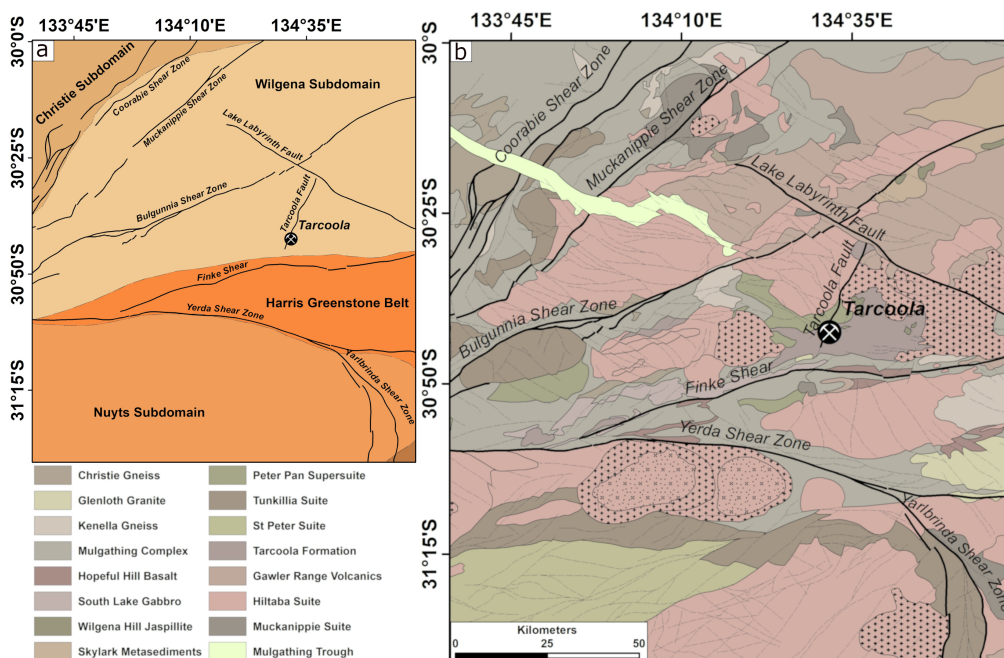 133°45'E 134°10'E 134°35'E
30°0'S
30°25'S
30°50'S
31°15'S
a
Christie Subdomain
Coorabie Shear Zone
Muckanippie Shear Zone
Wilgena Subdomain
Lake Labyrinth Fault
Bulgunnia Shear Zone
Tarcoola Fault
Tarcoola
Finke Shear
Harris Greenstone Belt
Yerda Shear Zone
Yarlbrinda Shear Zone
Nuyts Subdomain
Christie Gneiss
Glenloth Granite
Kenella Gneiss
Mulgathing Complex
Hopeful Hill Basalt
South Lake Gabbro
Wilgena Hill Jaspillite
Skylark Metasediments
Peter Pan Supersuite
Tunkillia Suite
St Peter Suite
Tarcoola Formation
Gawler Range Volcanics
Hiltaba Suite
Muckanippie Suite
Mulgathing Trough
133°45'E 134°10'E 134°35'E
30°S
30°25'S
30°50'S
31°15'S
b
Coorabie Shear Zone
Muckanippie Shear Zone
Lake Labyrinth Fault
Tarcoola Fault
Tarcoola
Bulgunnia Shear Zone
Finke Shear
Yerda Shear Zone
Yarlbrinda Shear Zone
Kilometers
0 25 50